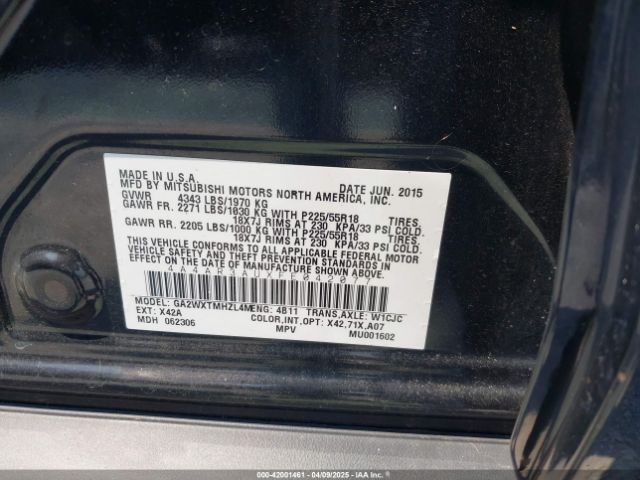 MADE IN U.S.A. DATE JUN. 2015
MFD BY MITSUBISHI MOTORS NORTH AMERICA, INC.
GVWR 4343 LBS/1970 KG
GAWR FR. 2271 LBS/1030 KG WITH P225/55R18 TIRES,
18X7J RIMS AT 230 KPA/33 PSI COLD.
GAWR RR. 2205 LBS/1000 KG WITH P225/55R18 TIRES,
18X7J RIMS AT 230 KPA/33 PSI COLD.
THIS VEHICLE CONFORMS TO ALL APPLICABLE FEDERAL MOTOR
VEHICLE SAFETY AND THEFT PREVENTION STANDARDS IN
EFFECT ON THE DATE OF MANUFACTURE SHOWN ABOVE.
MODEL: GA2WXTMHZL4M ENG: 4B11 TRANS,AXLE: W1CJC
EXT: X42A COLOR,INT,OPT: X42,71X,A07
MDH 062306 MPV MU001602
000-42001461 - 04/09/2025 - IAAI.com